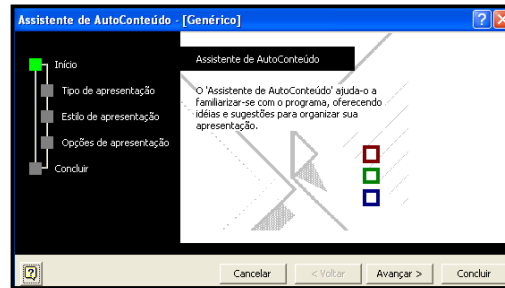 Assistente de AutoConteúdo - [Genérico]
Início
Tipo de apresentação
Estilo de apresentação
Opções de apresentação
Concluir
Assistente de AutoConteúdo
O 'Assistente de AutoConteúdo' ajuda-o a
familiarizar-se com o programa, oferecendo
idéias e sugestões para organizar sua
apresentação.
Cancelar
< Voltar
Avançar >
Concluir